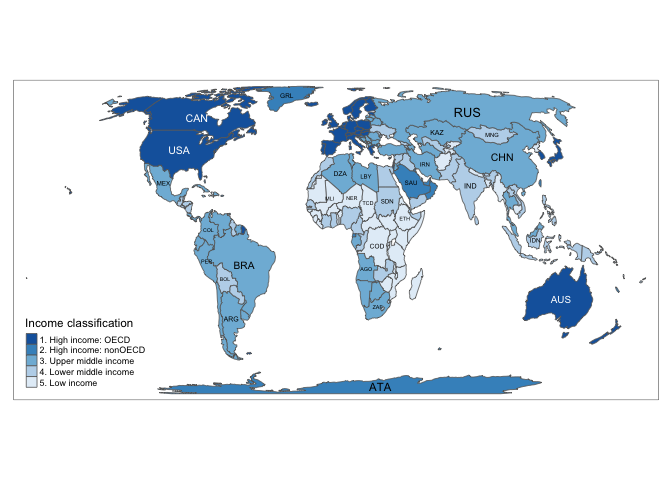 GRL
CAN
RUS
USA
KAZ
MNG
CHN
MEX
DZA
LBY
IRN
SAU
IND
MLI
NER
TCD
SDN
ETH
COL
COD
IDN
PER
BRA
AGO
BOL
ZAF
AUS
ARG
Income classification
1. High income: OECD
2. High income: nonOECD
3. Upper middle income
4. Lower middle income
5. Low income
ATA